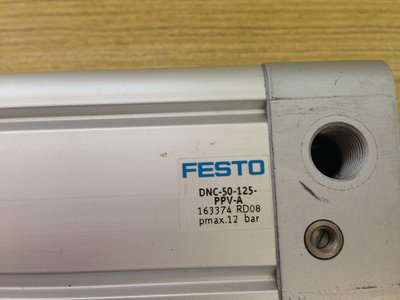 FESTO
DNC-50-125-
PPV-A
163374 RD08
pmax.12 bar